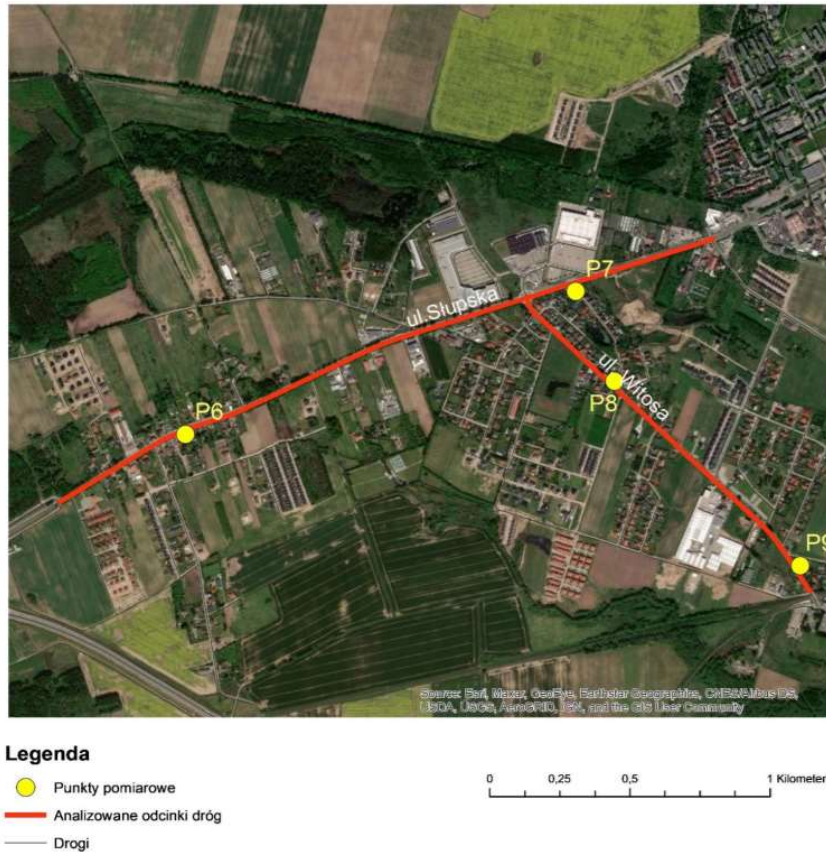 P7
ul.Słupska
ul. Witosa
P8
P6
P9
Source: Esri, Maxar, GeoEye, Earthstar Geographics, CNES/Airbus DS,
USDA, USGS, AeroGRID, IGN, and the GIS User Community
Legenda
Punkty pomiarowe
Analizowane odcinki dróg
Drogi
0 0,25 0,5 1 Kilometer